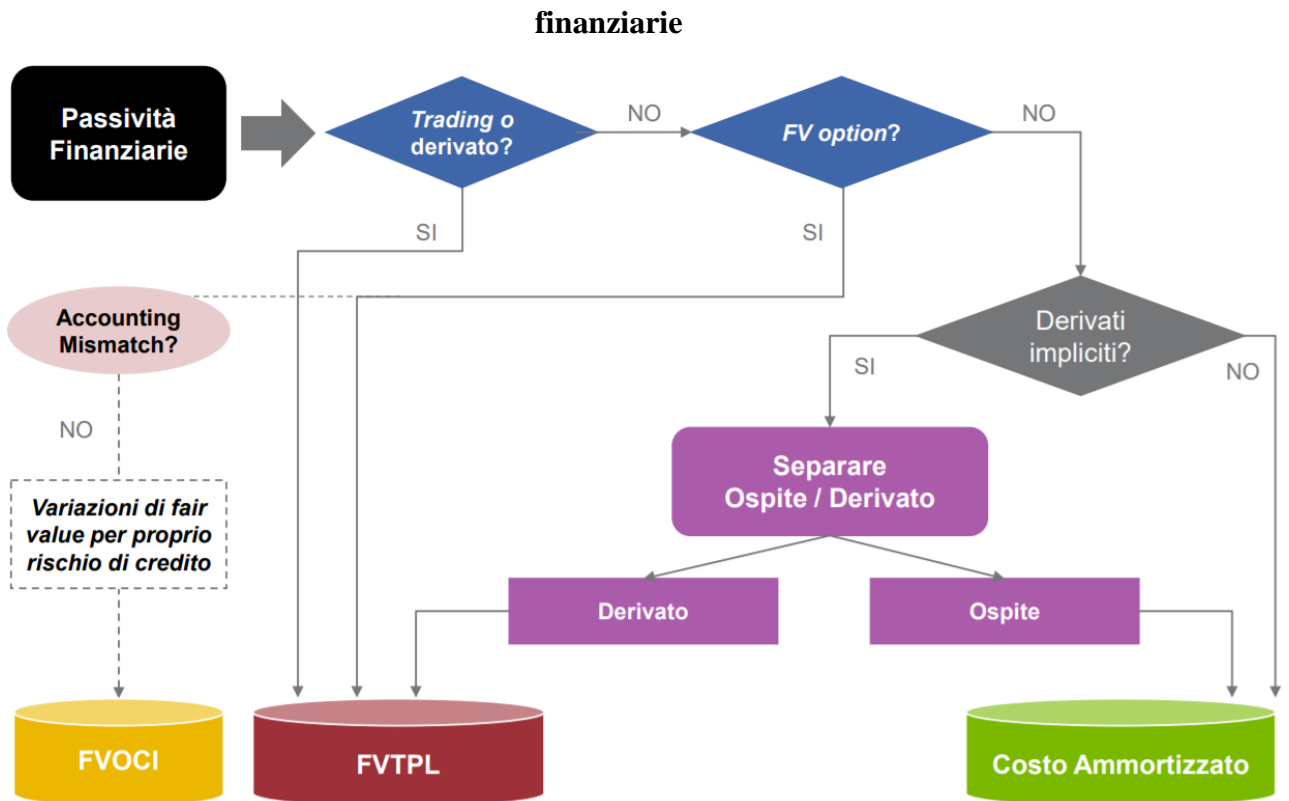 finanziarie
Passività
Finanziarie
Trading o
derivato?
NO
FV option?
NO
SI
SI
Accounting
Mismatch?
Derivati
impliciti?
SI
NO
NO
Separare
Ospite / Derivato
Variazioni di fair
value per proprio
rischio di credito
Derivato
Ospite
FVOCI
FVTPL
Costo Ammortizzato